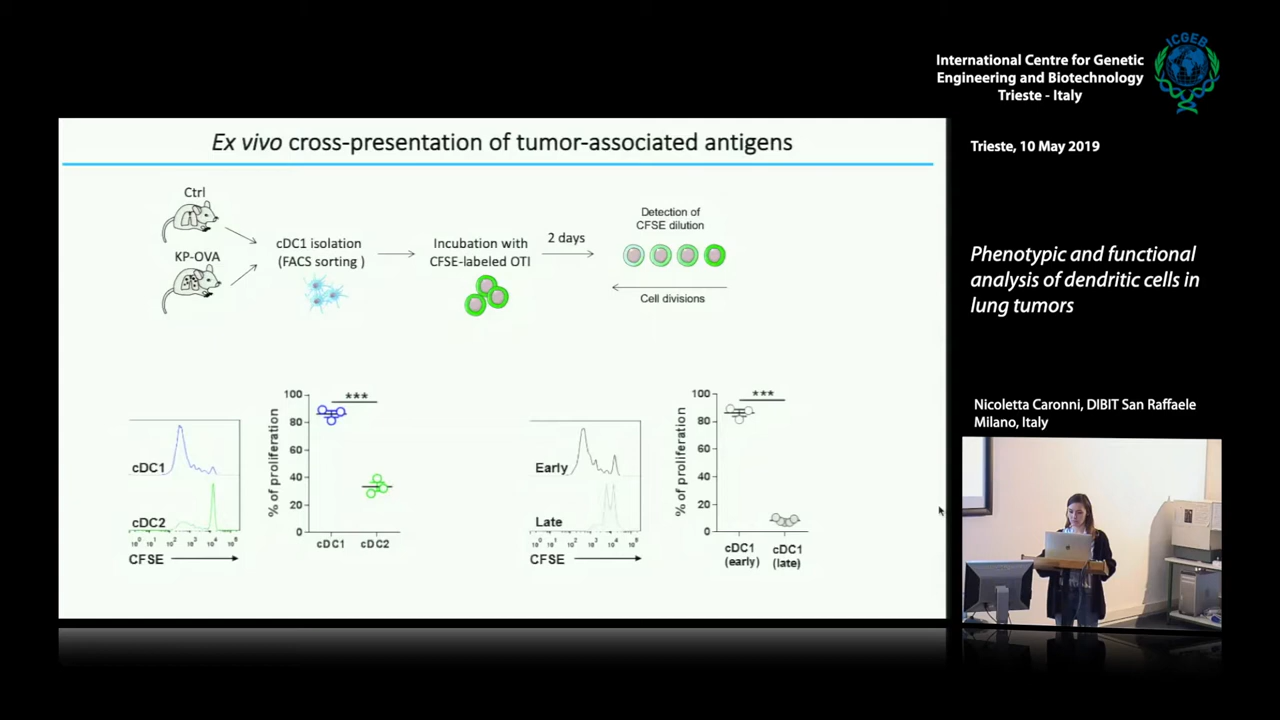 ICGEB
International Centre for Genetic
Engineering and Biotechnology
Trieste - Italy
Trieste, 10 May 2019
Phenotypic and functional
analysis of dendritic cells in
lung tumors
Nicoletta Caronni, DIBIT San Raffaele
Milano, Italy
Ex vivo cross-presentation of tumor-associated antigens
Ctrl
KP-OVA
cDC1 isolation
(FACS sorting )
Incubation with
CFSE-labeled OTI
2 days
Detection of
CFSE dilution
Cell divisions
cDC1
cDC2
CFSE
% of proliferation
100
80
60
40
20
0
***
cDC1 cDC2
Early
Late
CFSE
% of proliferation
100
80
60
40
20
0
***
cDC1 cDC1
(early) (late)